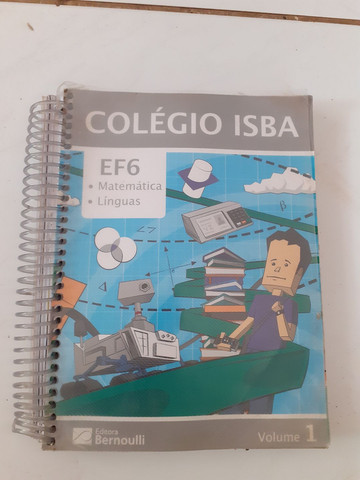 COLÉGIO ISBA
EF6
• Matemática
• Línguas
Editora
Bernoulli
Volume 1